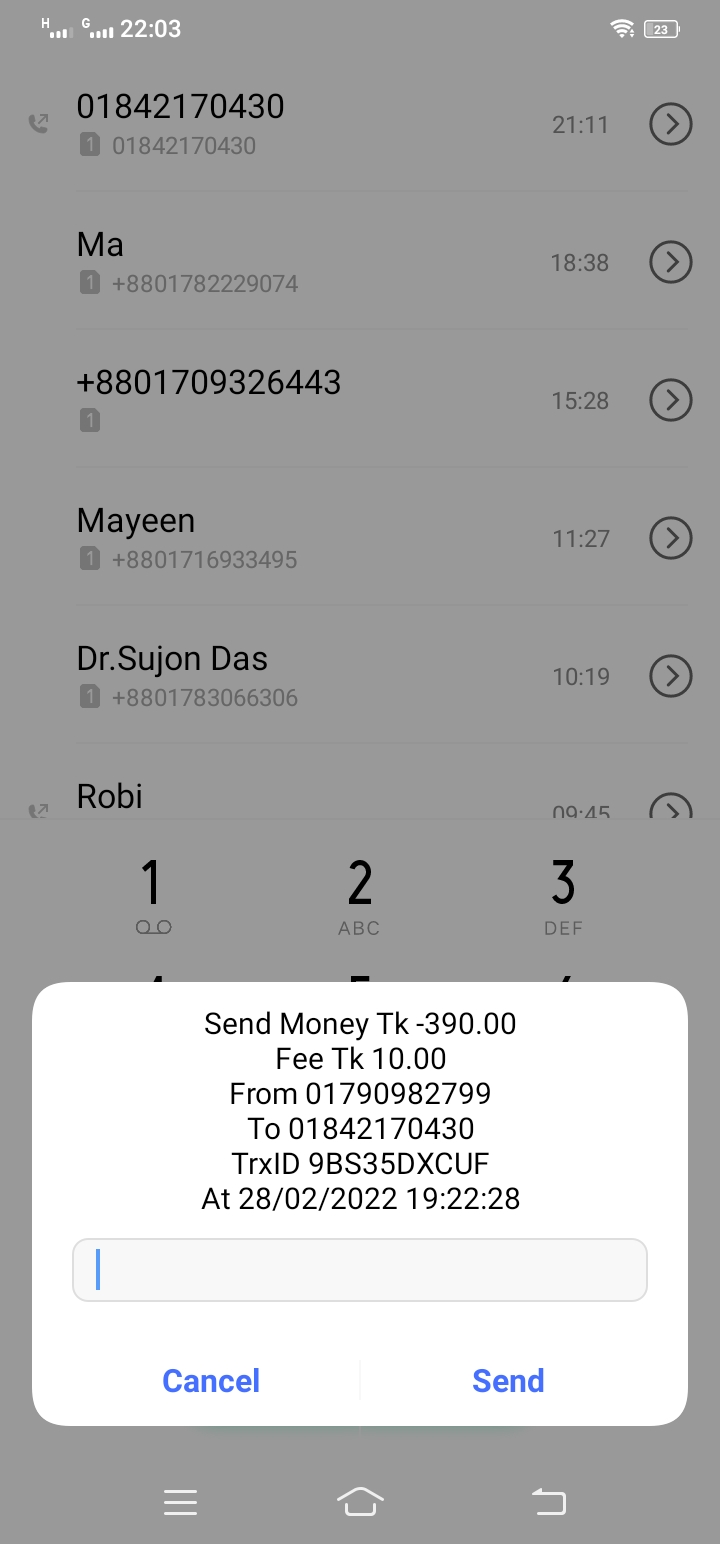 H G 22:03 23
01842170430
21:11
1 01842170430
Ma
18:38
1 +8801782229074
+8801709326443
15:28
1
Mayeen
11:27
1 +8801716933495
Dr.Sujon Das
10:19
1 +8801783066306
Robi
09:45
1 2 3
ABC DEF
Send Money Tk -390.00
Fee Tk 10.00
From 01790982799
To 01842170430
TrxID 9BS35DXCUF
At 28/02/2022 19:22:28
Cancel Send